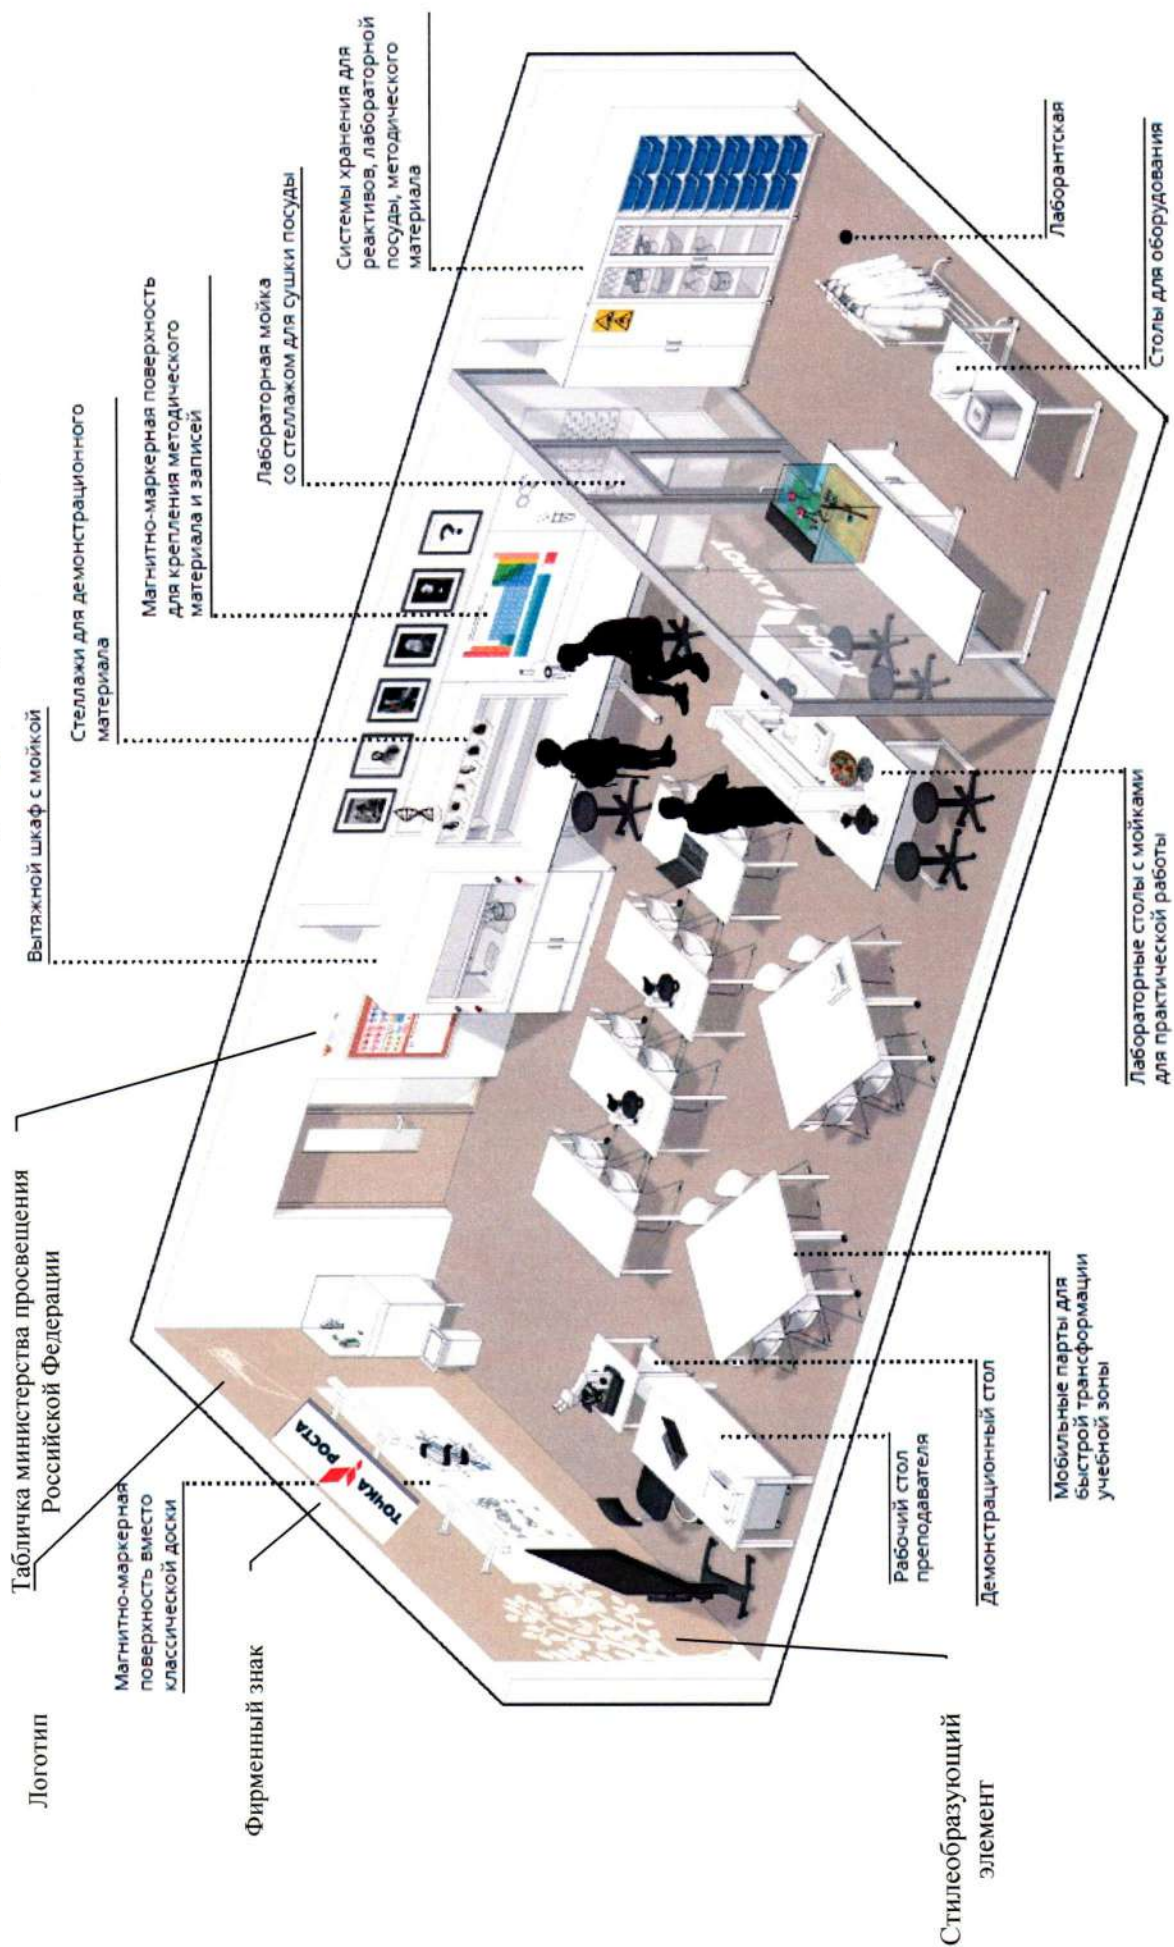 Логотип
Табличка министерства просвещения
Российской Федерации
Фирменный знак
Магнитно-маркерная
поверхность вместо
классической доски
Вытяжной шкаф с мойкой
Стеллажи для демонстрационного
материала
Магнитно-маркерная поверхность
для крепления методического
материала и записей
Лабораторная мойка
со стеллажом для сушки посуды
Системы хранения для
реактивов, лабораторной
посуды, методического
материала
ТОЧКА
РОСТА
?
ТОЧКА
РОСТА
Стилеобразующий
элемент
Рабочий стол
преподавателя
Демонстрационный стол
Мобильные парты для
быстрой трансформации
учебной зоны
Лабораторные столы с мойками
для практической работы
Лаборантская
Столы для оборудования